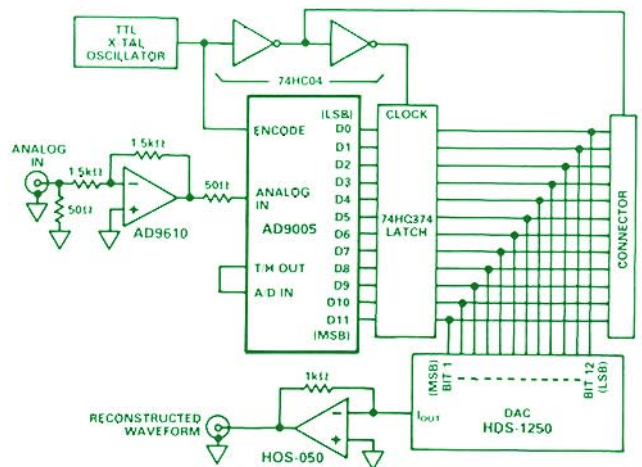 TTL
X-TAL
OSCILLATOR
74HC04
ANALOG
IN
1.5kΩ
1.5kΩ
50Ω
50Ω
AD9610
ENCODE
ANALOG
IN
AD9005
T/H OUT
A/D IN
(LSB)
D0
D1
D2
D3
D4
D5
D6
D7
D8
D9
D10
D11
(MSB)
CLOCK
74HC374
LATCH
CONNECTOR
(MSB)
BIT 1
BIT 12
(LSB)
IOUT
DAC
HDS-1250
1kΩ
HOS-050
RECONSTRUCTED
WAVEFORM